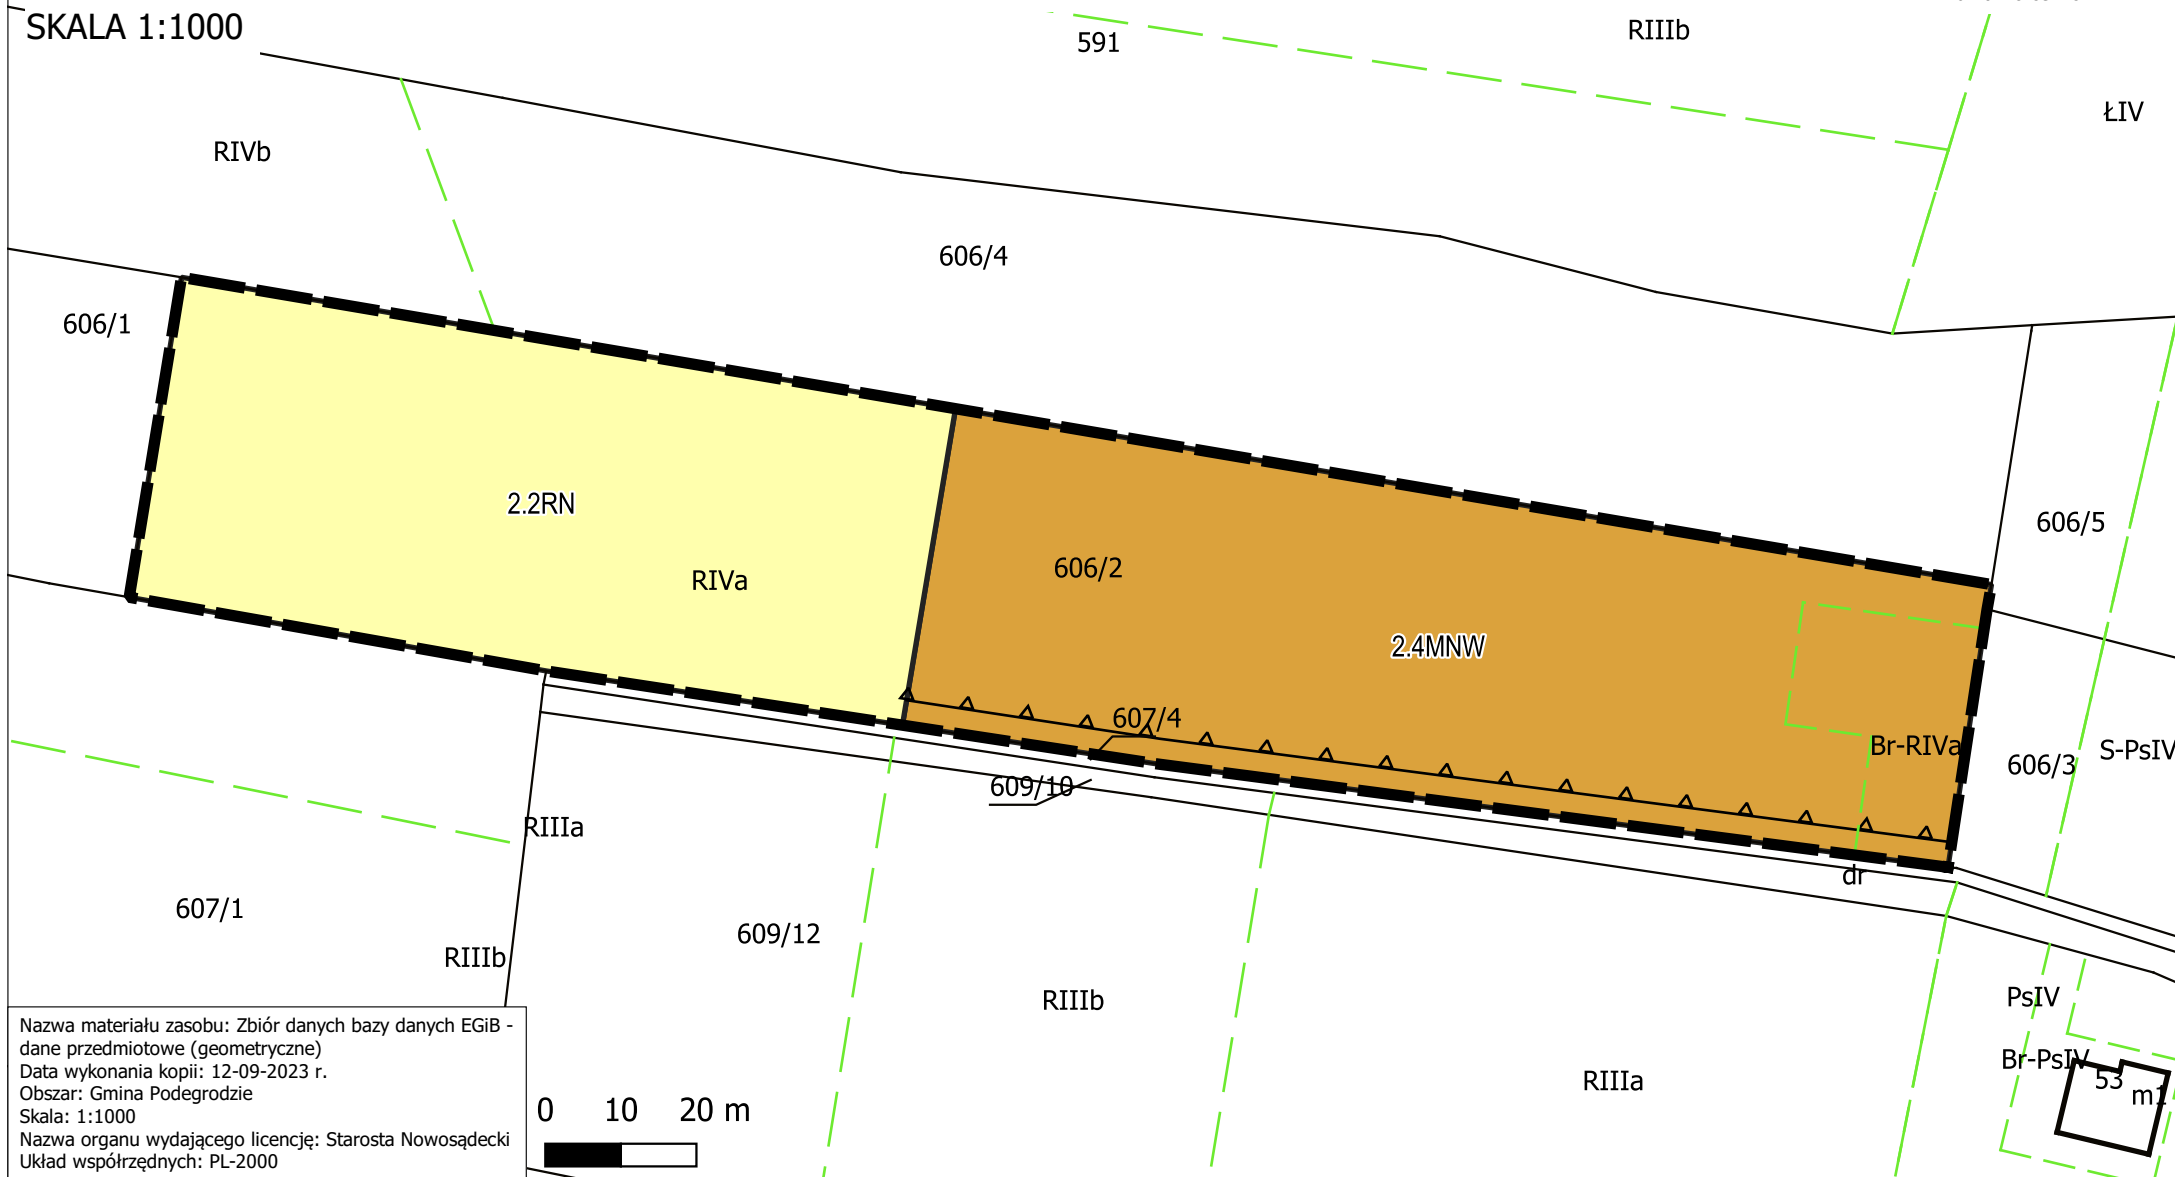 SKALA 1:1000
591
RIIIb
ŁIV
RIVb
606/4
606/1
2.2RN
606/5
606/2
RIVa
2.4MNW
607/4
Br-RIVa
S-PsIV
606/3
609/10
RIIIa
dr
607/1
609/12
RIIIb
PsIV
RIIIb
Br-PsIV
RIIIa
53
m1
Nazwa materiału zasobu: Zbiór danych bazy danych EGiB -
dane przedmiotowe (geometryczne)
Data wykonania kopii: 12-09-2023 r.
Obszar: Gmina Podegrodzie
Skala: 1:1000
Nazwa organu wydającego licencję: Starosta Nowosądecki
Układ współrzędnych: PL-2000
0 10 20 m